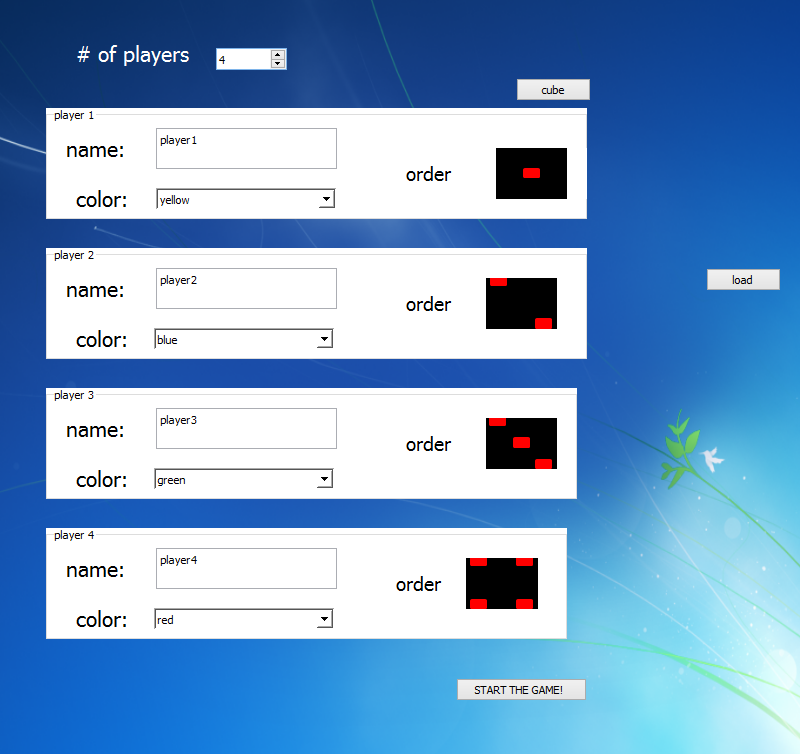 # of players 4
cube
player 1
name: player1
order
color: yellow
player 2
name: player2
load
order
color: blue
player 3
name: player3
order
color: green
player 4
name: player4
order
color: red
START THE GAME!